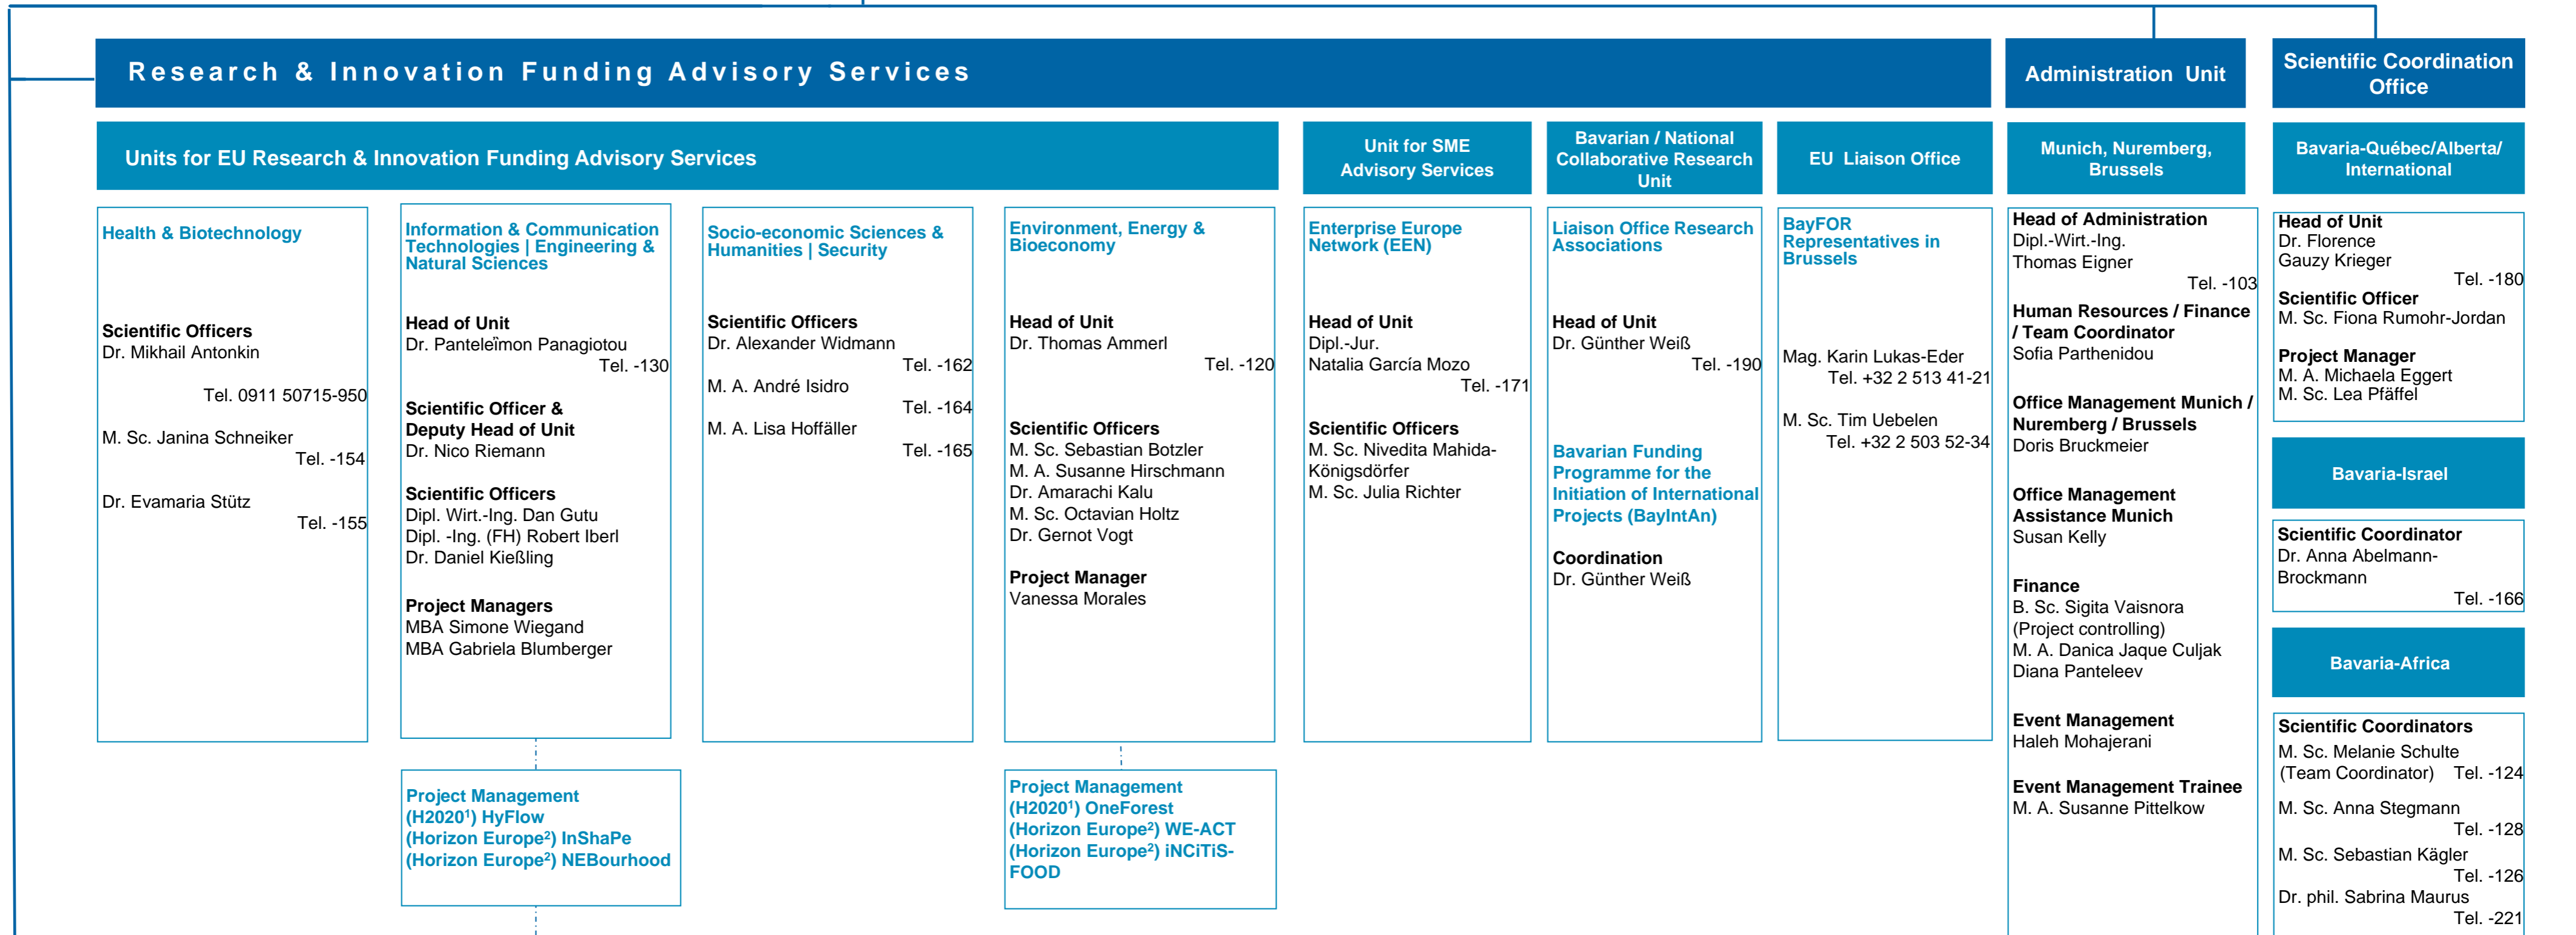 Research & Innovation Funding Advisory Services
Administration Unit
Scientific Coordination
Office
Units for EU Research & Innovation Funding Advisory Services
Unit for SME
Advisory Services
Bavarian / National
Collaborative Research
Unit
EU Liaison Office
Munich, Nuremberg,
Brussels
Bavaria-Québec/Alberta/
International
Health & Biotechnology
Scientific Officers
Dr. Mikhail Antonkin
Tel. 0911 50715-950
M. Sc. Janina Schneiker
Tel. -154
Dr. Evamaria Stütz
Tel. -155
Information & Communication
Technologies | Engineering &
Natural Sciences
Head of Unit
Dr. Panteleïmon Panagiotou
Tel. -130
Scientific Officer &
Deputy Head of Unit
Dr. Nico Riemann
Scientific Officers
Dipl. Wirt.-Ing. Dan Gutu
Dipl. -Ing. (FH) Robert Iberl
Dr. Daniel Kießling
Project Managers
MBA Simone Wiegand
MBA Gabriela Blumberger
Project Management
(H2020¹) HyFlow
(Horizon Europe²) InShaPe
(Horizon Europe²) NEBourhood
Socio-economic Sciences &
Humanities | Security
Scientific Officers
Dr. Alexander Widmann
Tel. -162
M. A. André Isidro
Tel. -164
M. A. Lisa Hoffäller
Tel. -165
Environment, Energy &
Bioeconomy
Head of Unit
Dr. Thomas Ammerl
Tel. -120
Scientific Officers
M. Sc. Sebastian Botzler
M. A. Susanne Hirschmann
Dr. Amarachi Kalu
M. Sc. Octavian Holtz
Dr. Gernot Vogt
Project Manager
Vanessa Morales
Project Management
(H2020¹) OneForest
(Horizon Europe²) WE-ACT
(Horizon Europe²) iNCiTiS-
FOOD
Enterprise Europe
Network (EEN)
Head of Unit
Dipl.-Jur.
Natalia García Mozo
Tel. -171
Scientific Officers
M. Sc. Nivedita Mahida-
Königsdörfer
M. Sc. Julia Richter
Liaison Office Research
Associations
Head of Unit
Dr. Günther Weiß
Tel. -190
Bavarian Funding
Programme for the
Initiation of International
Projects (BayIntAn)
Coordination
Dr. Günther Weiß
BayFOR
Representatives in
Brussels
Mag. Karin Lukas-Eder
Tel. +32 2 513 41-21
M. Sc. Tim Uebelen
Tel. +32 2 503 52-34
Head of Administration
Dipl.-Wirt.-Ing.
Thomas Eigner
Tel. -103
Human Resources / Finance
/ Team Coordinator
Sofia Parthenidou
Office Management Munich /
Nuremberg / Brussels
Doris Bruckmeier
Office Management
Assistance Munich
Susan Kelly
Finance
B. Sc. Sigita Vaisnora
(Project controlling)
M. A. Danica Jaque Culjak
Diana Panteleev
Event Management
Haleh Mohajerani
Event Management Trainee
M. A. Susanne Pittelkow
Head of Unit
Dr. Florence
Gauzy Krieger
Tel. -180
Scientific Officer
M. Sc. Fiona Rumohr-Jordan
Project Manager
M. A. Michaela Eggert
M. Sc. Lea Pfäffel
Bavaria-Israel
Scientific Coordinator
Dr. Anna Abelmann-
Brockmann
Tel. -166
Bavaria-Africa
Scientific Coordinators
M. Sc. Melanie Schulte
(Team Coordinator) Tel. -124
M. Sc. Anna Stegmann
Tel. -128
M. Sc. Sebastian Kägler
Tel. -126
Dr. phil. Sabrina Maurus
Tel. -221